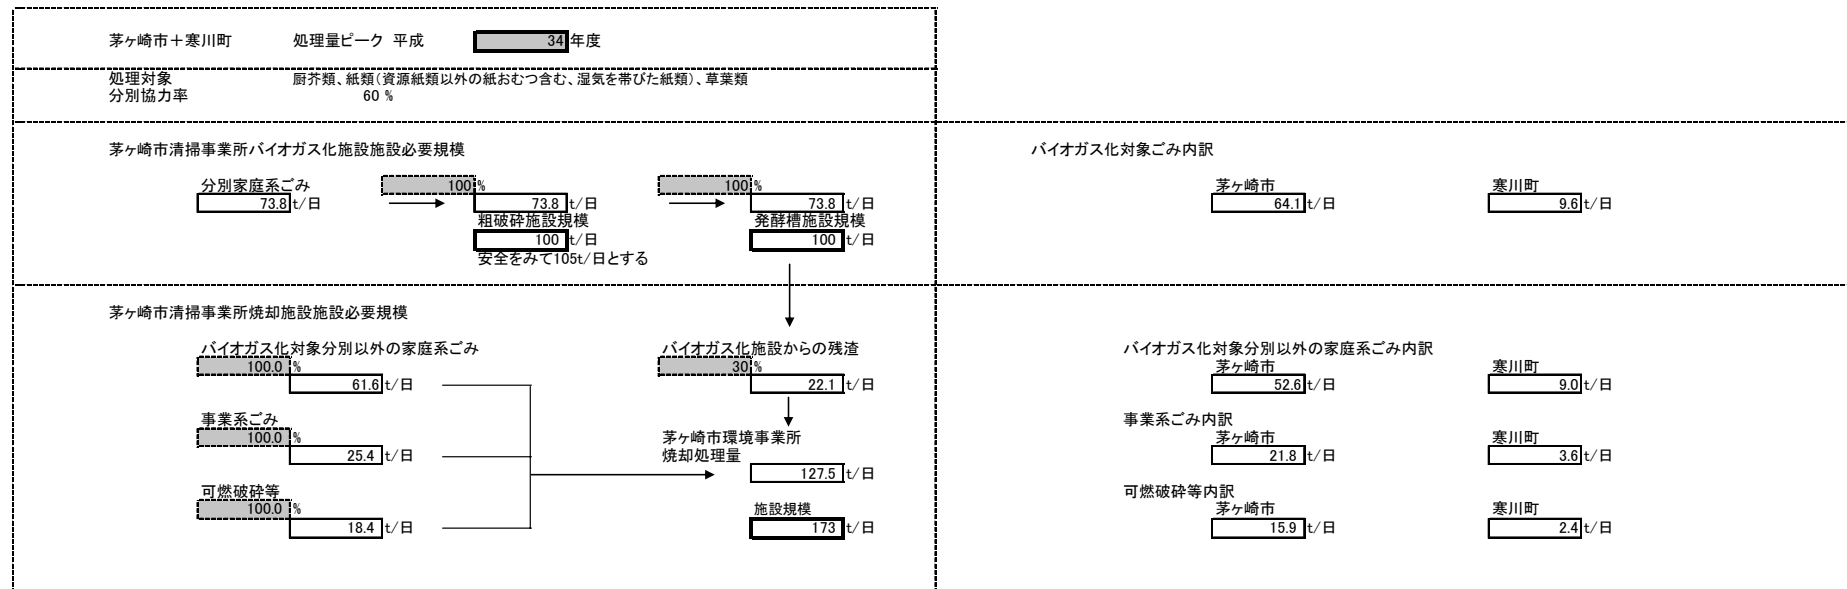 茅ヶ崎市＋寒川町 処理量ピーク 平成 34 年度
処理対象 厨芥類、紙類（資源紙類以外の紙おむつ含む、湿気を帯びた紙類）、草葉類
分別協力率 60 %
茅ヶ崎市清掃事業所バイオガス化施設施設必要規模
分別家庭系ごみ 100 % 100 %
73.8 t/日 73.8 t/日 73.8 t/日
粗破砕施設規模 発酵槽施設規模
100 t/日 100 t/日
安全をみて105t/日とする
バイオガス化対象ごみ内訳
茅ヶ崎市 寒川町
64.1 t/日 9.6 t/日
茅ヶ崎市清掃事業所焼却施設施設必要規模
バイオガス化対象分別以外の家庭系ごみ バイオガス化施設からの残渣
100.0 % 30 %
61.6 t/日 22.1 t/日
事業系ごみ
100.0 % 茅ヶ崎市環境事業所
25.4 t/日 焼却処理量
127.5 t/日
可燃破砕等
100.0 % 施設規模
18.4 t/日 173 t/日
バイオガス化対象分別以外の家庭系ごみ内訳
茅ヶ崎市 寒川町
52.6 t/日 9.0 t/日
事業系ごみ内訳
茅ヶ崎市 寒川町
21.8 t/日 3.6 t/日
可燃破砕等内訳
茅ヶ崎市 寒川町
15.9 t/日 2.4 t/日